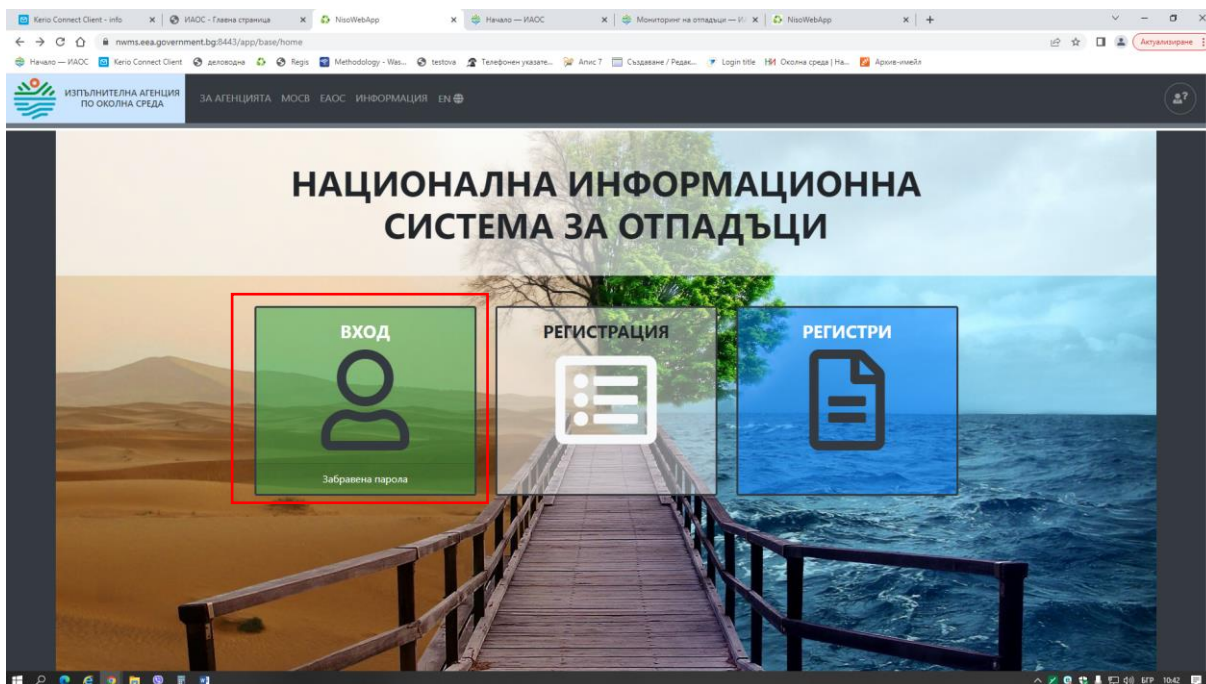 Kerio Connect Client - info
ИАОС - Главна страница
NisoWebApp
Начало — ИАОС
Мониторинг на отпадъци — И
NisoWebApp
nwms.eea.government.bg:8443/app/base/home
Актуализиране
Начало — ИАОС
Kerio Connect Client
деловодна
Regis
Methodology - Was...
testova
Телефонен указате...
Апис 7
Създаване / Редак...
Login title
Околна среда | На...
Архив-имейл
ИЗПЪЛНИТЕЛНА АГЕНЦИЯ
ПО ОКОЛНА СРЕДА
ЗА АГЕНЦИЯТА МОСВ ЕАОС ИНФОРМАЦИЯ EN
НАЦИОНАЛНА ИНФОРМАЦИОННА
СИСТЕМА ЗА ОТПАДЪЦИ
ВХОД
Забравена парола
РЕГИСТРАЦИЯ
РЕГИСТРИ
БГР 10:42